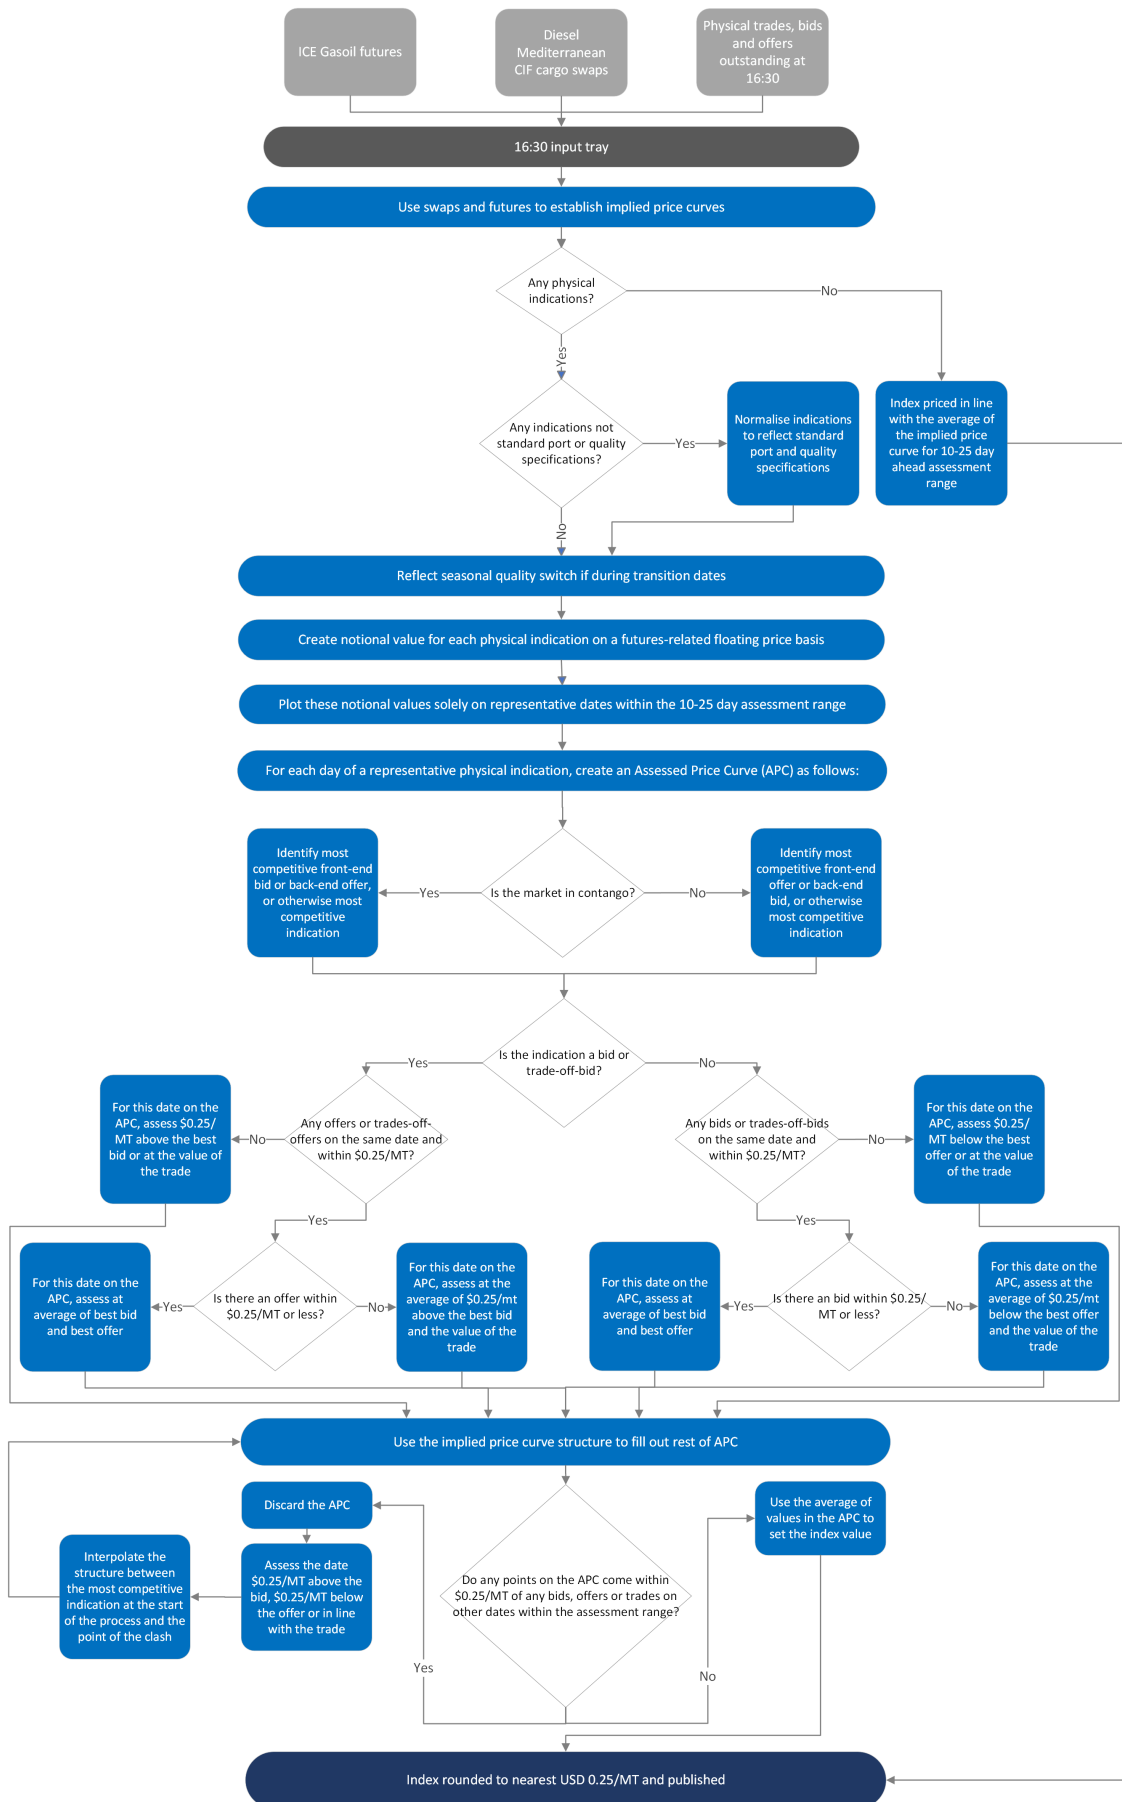 ICE Gasoil futures
Diesel
Mediterranean
CIF cargo swaps
Physical trades, bids
and offers
outstanding at
16:30
16:30 input tray
Use swaps and futures to establish implied price curves
Any physical
indications?
No
Yes
Any indications not
standard port or quality
specifications?
Yes
Normalise indications
to reflect standard
port and quality
specifications
Index priced in line
with the average of
the implied price
curve for 10-25 day
ahead assessment
range
No
Reflect seasonal quality switch if during transition dates
Create notional value for each physical indication on a futures-related floating price basis
Plot these notional values solely on representative dates within the 10-25 day assessment range
For each day of a representative physical indication, create an Assessed Price Curve (APC) as follows:
Identify most
competitive front-end
bid or back-end offer,
or otherwise most
competitive
indication
Yes
Is the market in contango?
No
Identify most
competitive front-end
offer or back-end
bid, or otherwise
most competitive
indication
Yes
Is the indication a bid or
trade-off-bid?
No
For this date on the
APC, assess $0.25/
MT above the best
bid or at the value of
the trade
No
Any offers or trades-off-
offers on the same date and
within $0.25/MT?
Any bids or trades-off-bids
on the same date and
within $0.25/MT?
No
For this date on the
APC, assess $0.25/
MT below the best
offer or at the value
of the trade
Yes
Yes
For this date on the
APC, assess at
average of best bid
and best offer
Yes
Is there an offer within
$0.25/MT or less?
No
For this date on the
APC, assess at the
average of $0.25/mt
above the best bid
and the value of the
trade
For this date on the
APC, assess at
average of best bid
and best offer
Yes
Is there an bid within $0.25/
MT or less?
No
For this date on the
APC, assess at the
average of $0.25/mt
below the best offer
and the value of the
trade
Use the implied price curve structure to fill out rest of APC
Discard the APC
Use the average of
values in the APC to
set the index value
Interpolate the
structure between
the most competitive
indication at the start
of the process and the
point of the clash
Assess the date
$0.25/MT above the
bid, $0.25/MT below
the offer or in line
with the trade
Do any points on the APC come within
$0.25/MT of any bids, offers or trades on
other dates within the assessment range?
Yes
No
Index rounded to nearest USD 0.25/MT and published